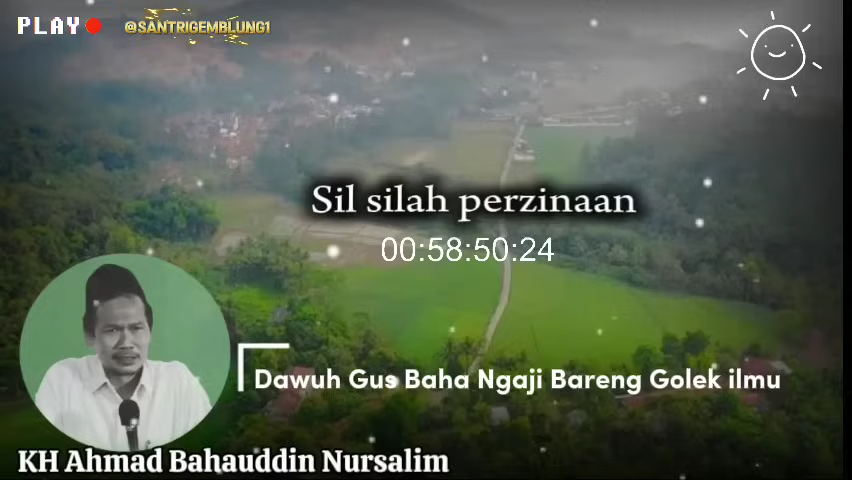 PLAY
@SANTRIGEMBLUNG1
Sil silah perzinaan
00:58:50:24
Dawuh Gus Baha Ngaji Bareng Golek ilmu
KH Ahmad Bahauddin Nursalim